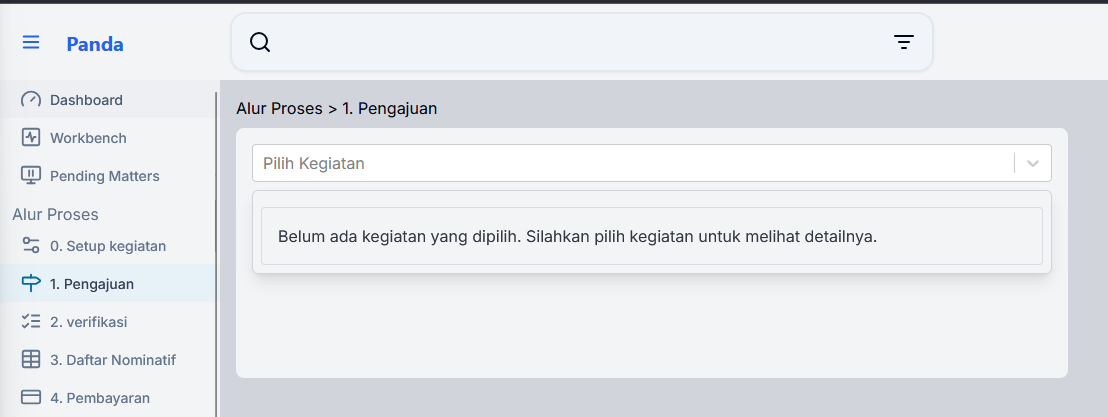 Panda
Dashboard
Workbench
Pending Matters
Alur Proses
0. Setup kegiatan
1. Pengajuan
2. verifikasi
3. Daftar Nominatif
4. Pembayaran
Alur Proses > 1. Pengajuan
Pilih Kegiatan
Belum ada kegiatan yang dipilih. Silahkan pilih kegiatan untuk melihat detailnya.